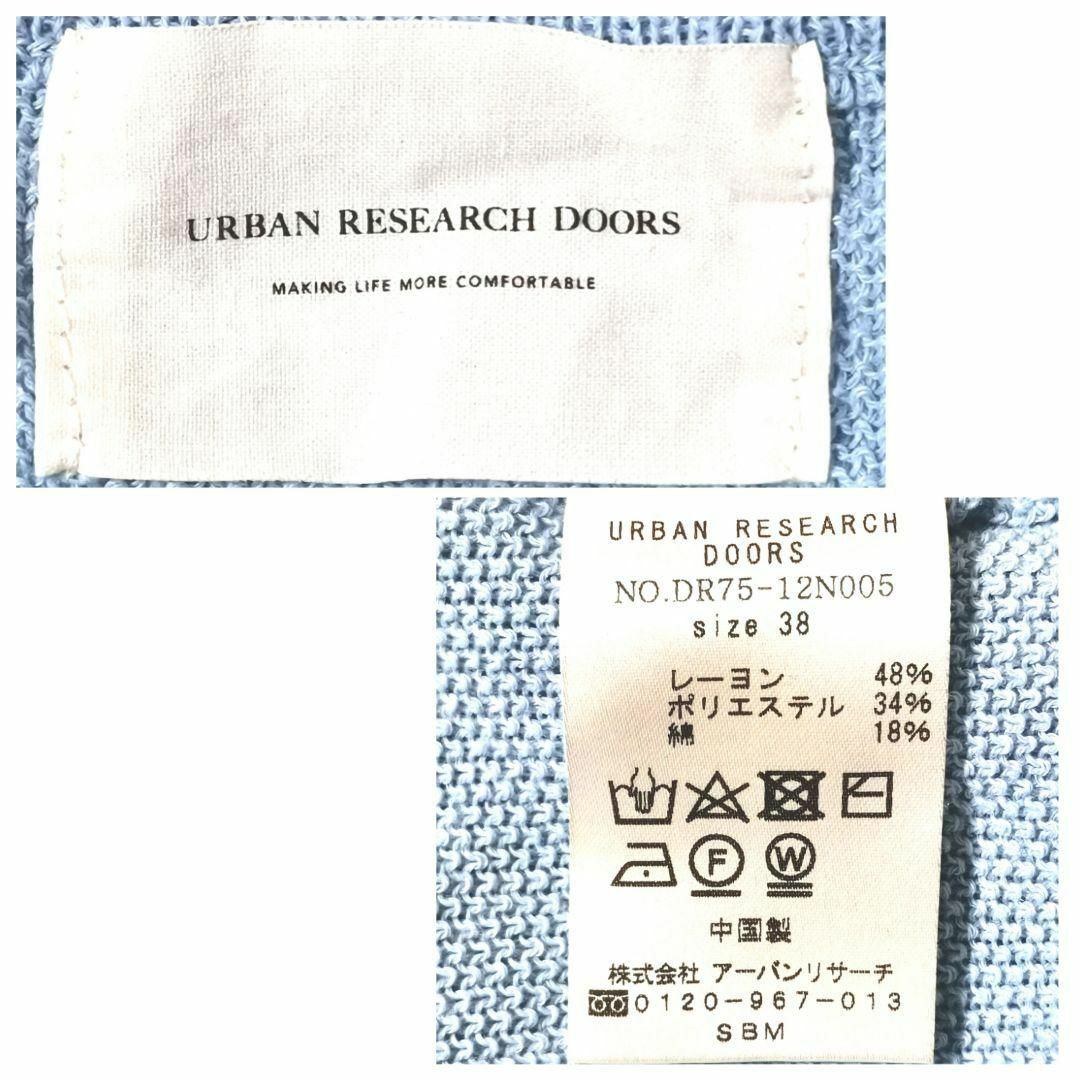 URBAN RESEARCH DOORS
MAKING LIFE MORE COMFORTABLE
URBAN RESEARCH
DOORS
NO.DR75-12N005
size 38
レーヨン 48%
ポリエステル 34%
綿 18%
F W
中国製
株式会社 アーバンリサーチ
0120-967-013
SBM